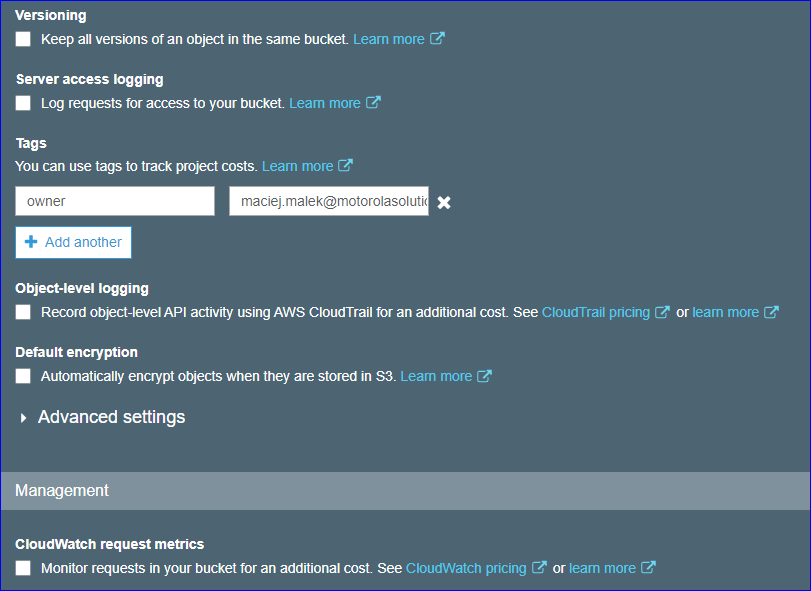 Versioning
Keep all versions of an object in the same bucket. Learn more
Server access logging
Log requests for access to your bucket. Learn more
Tags
You can use tags to track project costs. Learn more
owner maciej.malek@motorolasoluti
Add another
Object-level logging
Record object-level API activity using AWS CloudTrail for an additional cost. See CloudTrail pricing or learn more
Default encryption
Automatically encrypt objects when they are stored in S3. Learn more
Advanced settings
Management
CloudWatch request metrics
Monitor requests in your bucket for an additional cost. See CloudWatch pricing or learn more